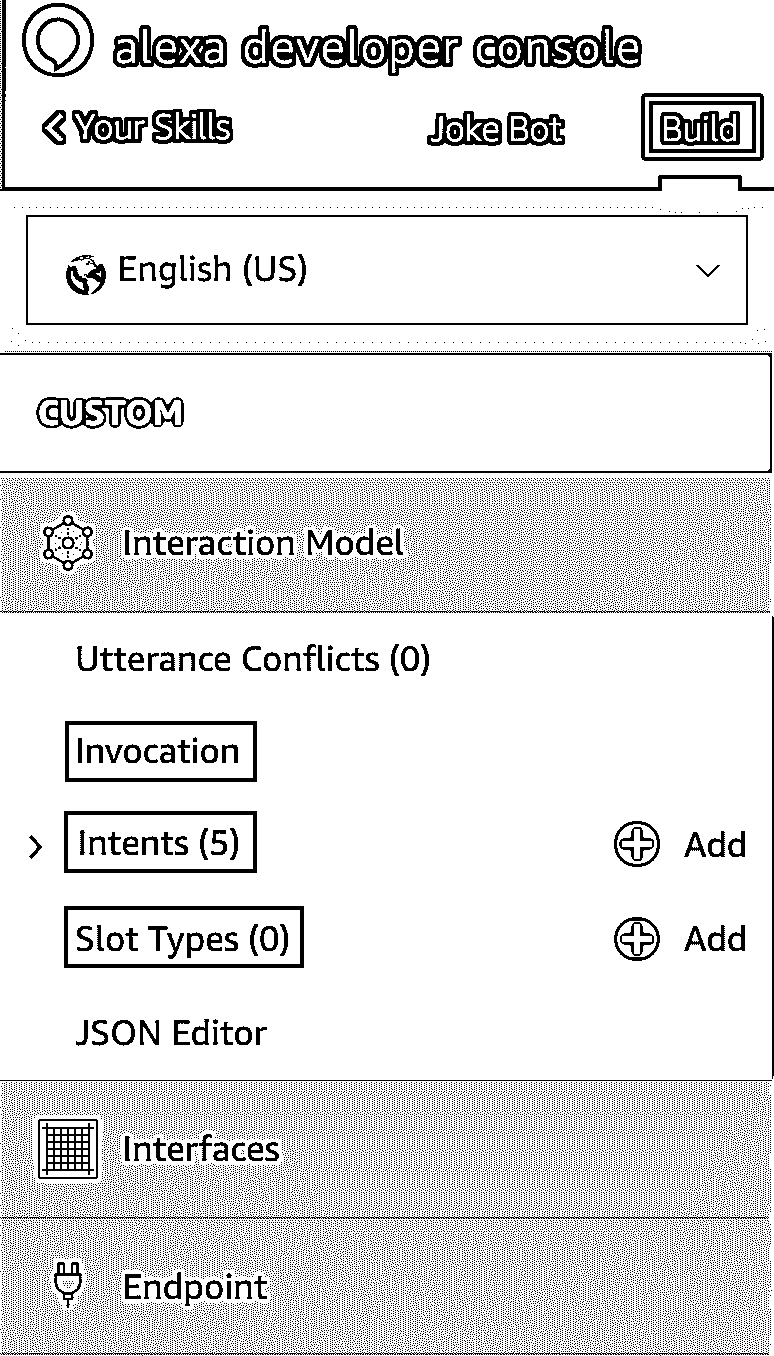 alexa developer console
< Your Skills Joke Bot Build
English (US)
CUSTOM
Interaction Model
Utterance Conflicts (0)
Invocation
Intents (5) Add
Slot Types (0) Add
JSON Editor
Interfaces
Endpoint